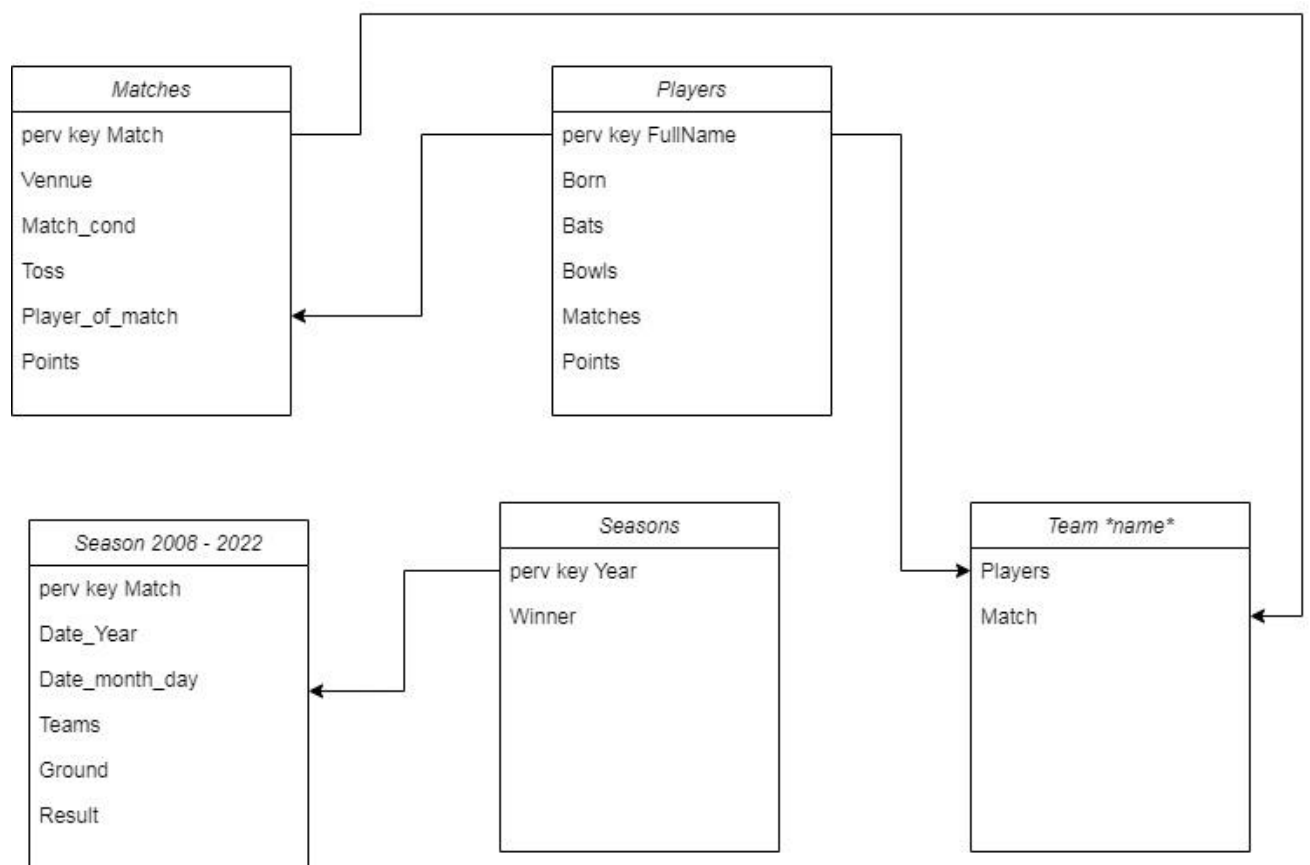 Matches
perv key Match
Vennue
Match_cond
Toss
Player_of_match
Points
Players
perv key FullName
Born
Bats
Bowls
Matches
Points
Season 2008 - 2022
perv key Match
Date_Year
Date_month_day
Teams
Ground
Result
Seasons
perv key Year
Winner
Team *name*
Players
Match